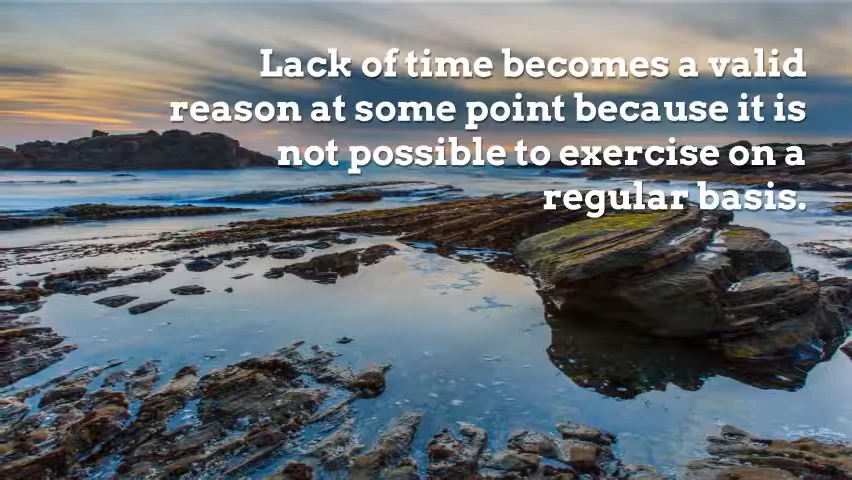 Lack of time becomes a valid
reason at some point because it is
not possible to exercise on a
regular basis.